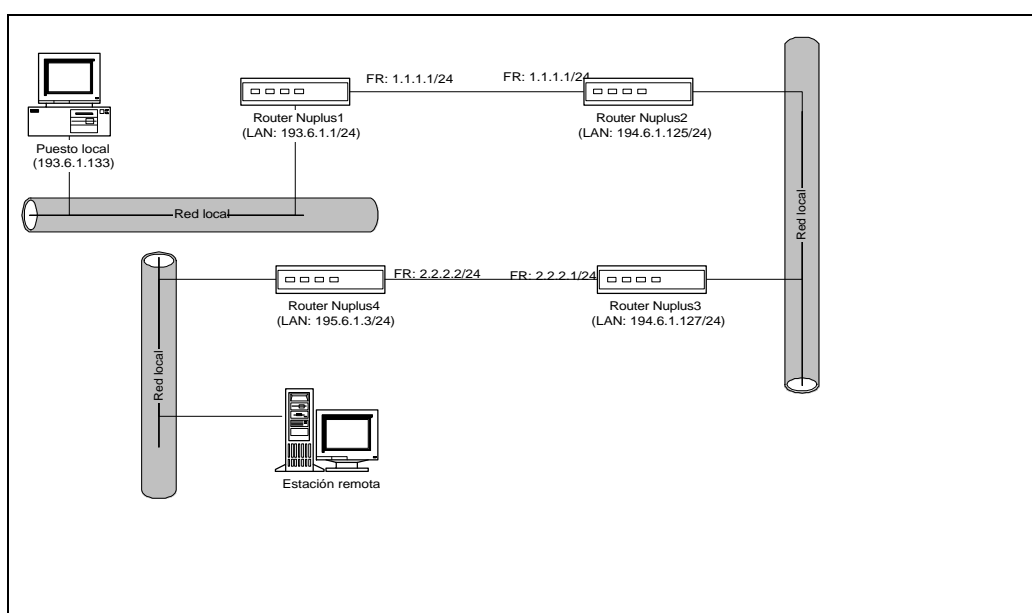 FR: 1.1.1.1/24
FR: 1.1.1.1/24
Router Nuplus1
(LAN: 193.6.1.1/24)
Router Nuplus2
(LAN: 194.6.1.125/24)
Puesto local
(193.6.1.133)
Red local
Red local
FR: 2.2.2.2/24
FR: 2.2.2.1/24
Router Nuplus4
(LAN: 195.6.1.3/24)
Router Nuplus3
(LAN: 194.6.1.127/24)
Red local
Estación remota